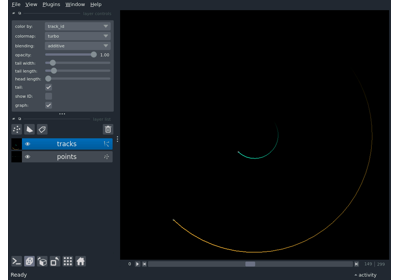 File View Plugins Window Help
color by: track_id
colormap: turbo
blending: additive
opacity: 1.00
tail width:
tail length:
head length:
tail:
show ID:
graph:
tracks
points
Ready
activity